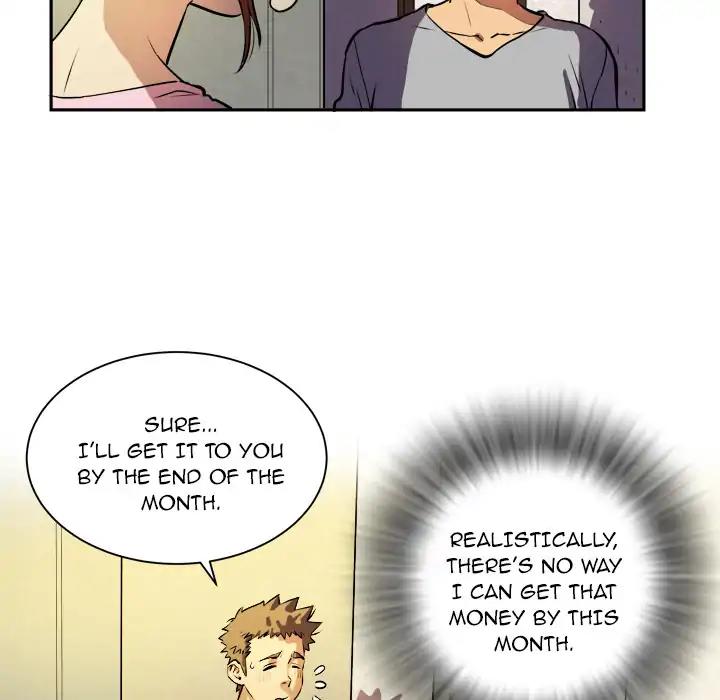 SURE...
I'LL GET IT TO YOU
BY THE END OF THE
MONTH.
REALISTICALLY,
THERE'S NO WAY
I CAN GET THAT
MONEY BY THIS
MONTH.